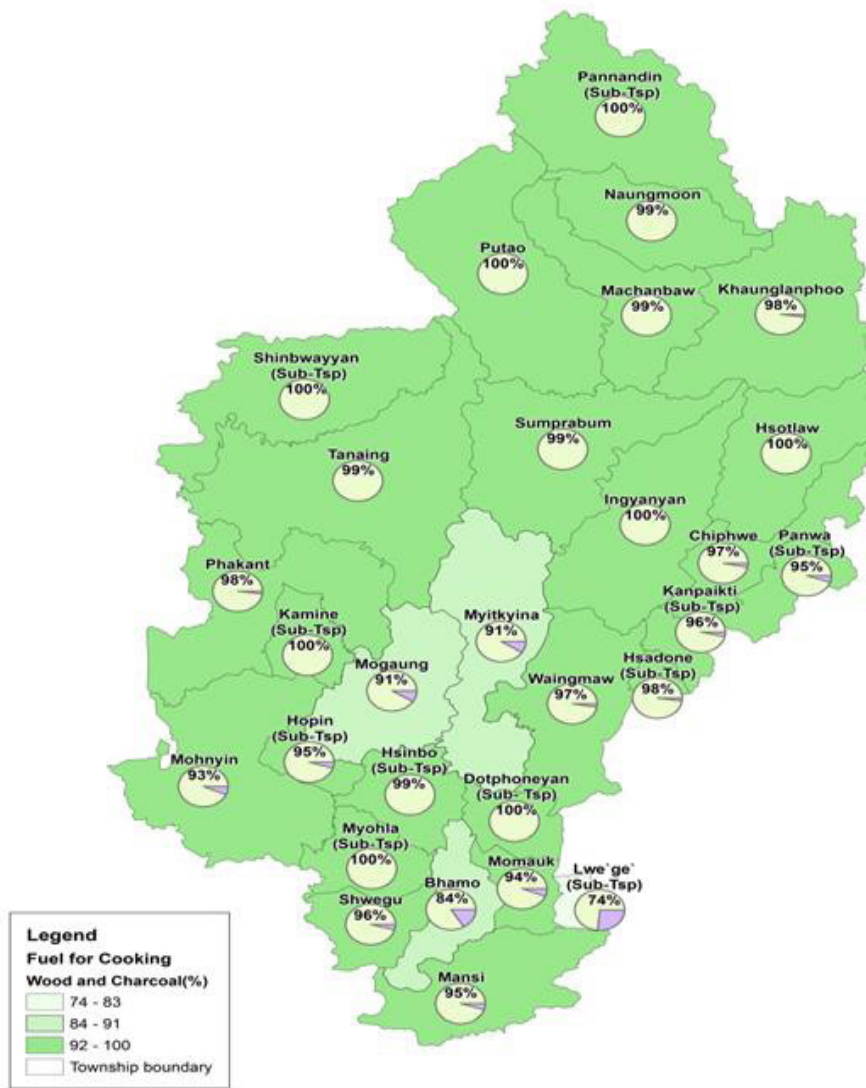 Pannandin
(Sub-Tsp)
100%
Naungmoon
99%
Putao
100%
Machanbaw
99%
Khaunglanphoo
98%
Shinbwayyan
(Sub-Tsp)
100%
Sumprabum
99%
Hsotlaw
100%
Tanaing
99%
Ingyanyan
100%
Chiphwe
97%
Panwa
(Sub-Tsp)
95%
Phakant
98%
Kanpaikti
(Sub-Tsp)
96%
Kamine
(Sub-Tsp)
100%
Myitkyina
91%
Mogaung
91%
Hsadone
(Sub-Tsp)
98%
Waingmaw
97%
Hopin
(Sub-Tsp)
95%
Mohnyin
93%
Hsinbo
(Sub-Tsp)
99%
Dotphoneyan
(Sub- Tsp)
100%
Myohla
(Sub-Tsp)
100%
Momauk
94%
Lwe`ge`
(Sub-Tsp)
74%
Bhamo
84%
Shwegu
96%
Mansi
95%
Legend
Fuel for Cooking
Wood and Charcoal(%)
74 - 83
84 - 91
92 - 100
Township boundary